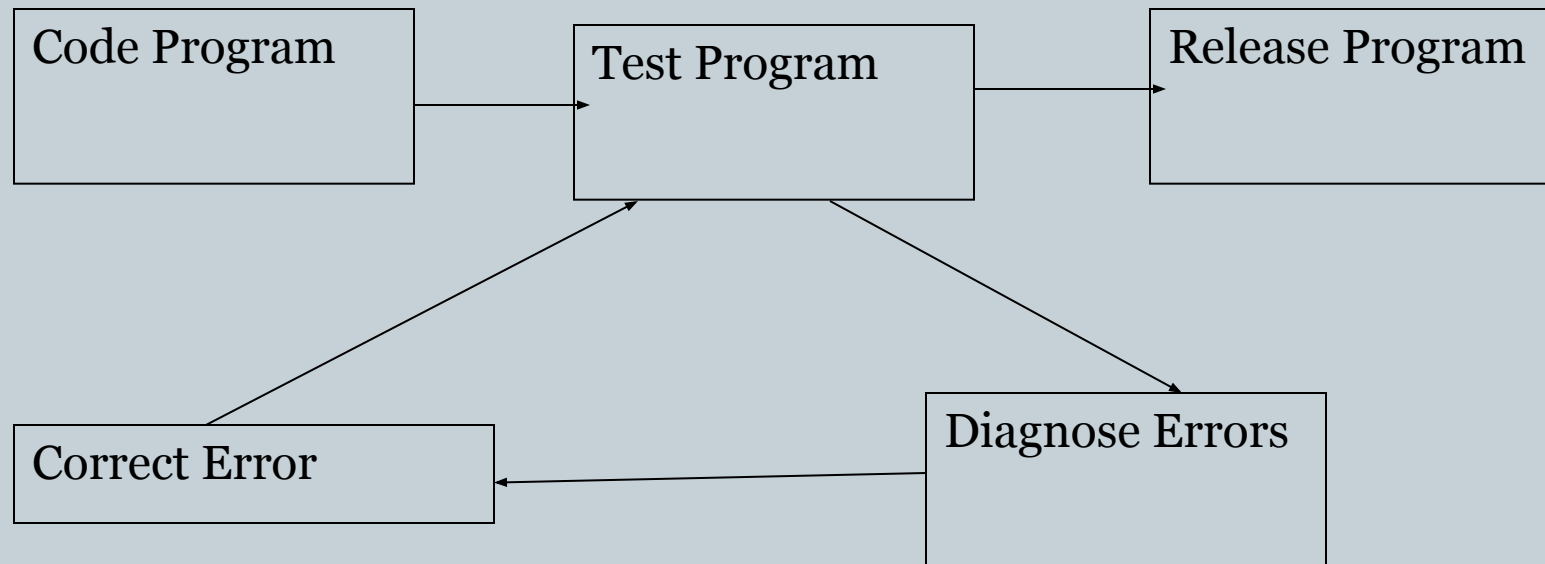 Code Program
Test Program
Release Program
Correct Error
Diagnose Errors